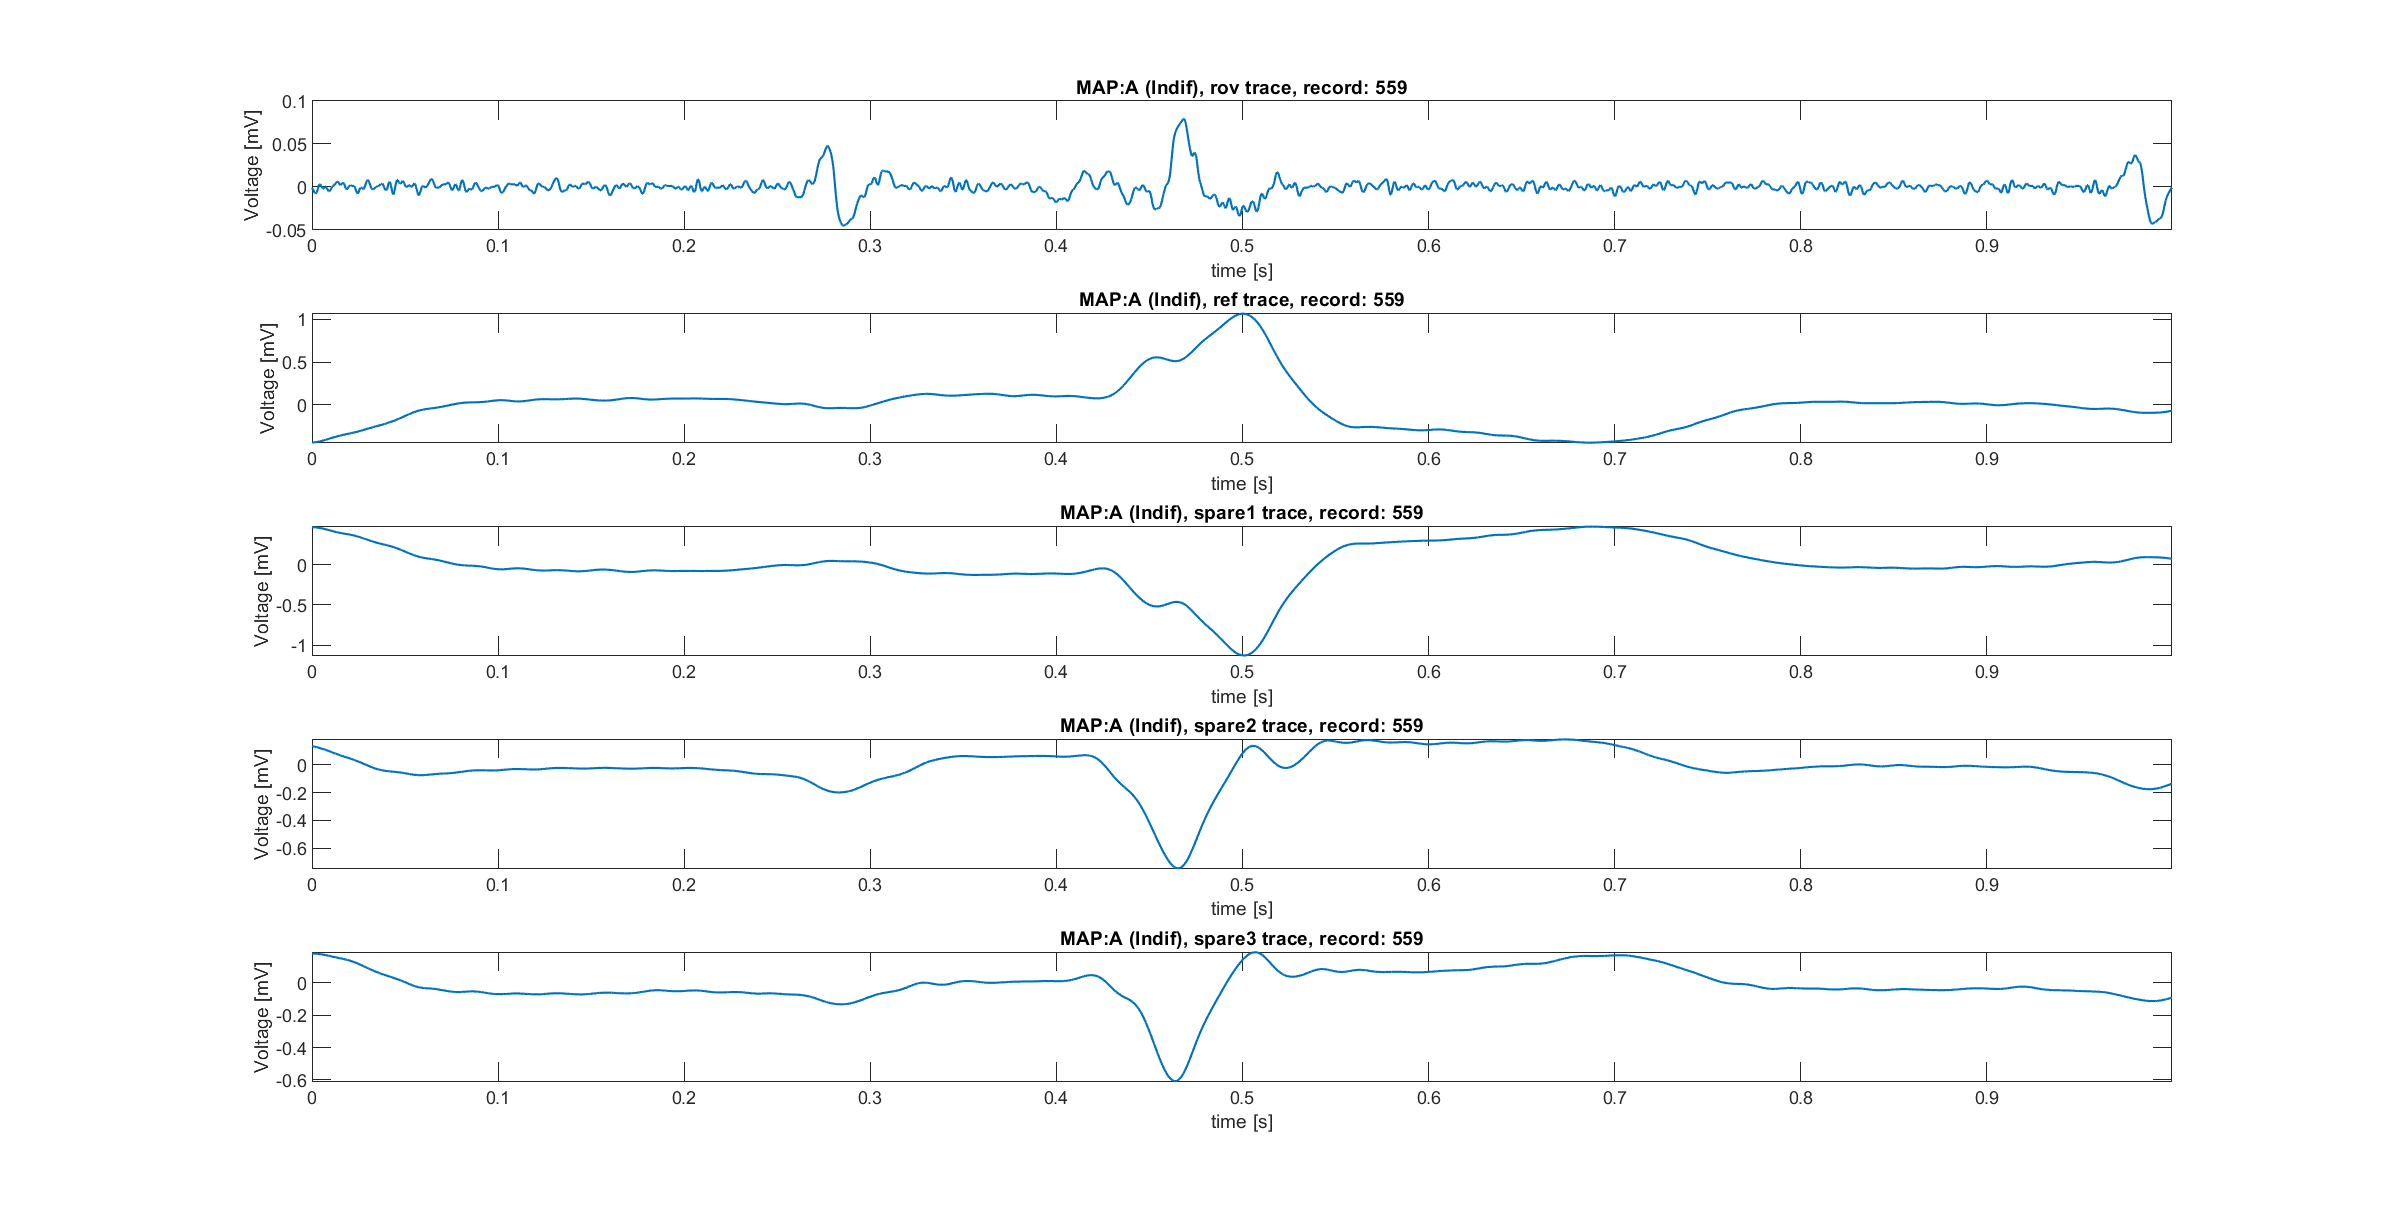 MAP:A (Indif), rov trace, record: 559
Voltage [mV]
0.1
0.05
0
-0.05
0 0.1 0.2 0.3 0.4 0.5 0.6 0.7 0.8 0.9
time [s]
MAP:A (Indif), ref trace, record: 559
Voltage [mV]
1
0.5
0
0 0.1 0.2 0.3 0.4 0.5 0.6 0.7 0.8 0.9
time [s]
MAP:A (Indif), spare1 trace, record: 559
Voltage [mV]
0
-0.5
-1
0 0.1 0.2 0.3 0.4 0.5 0.6 0.7 0.8 0.9
time [s]
MAP:A (Indif), spare2 trace, record: 559
Voltage [mV]
0
-0.2
-0.4
-0.6
0 0.1 0.2 0.3 0.4 0.5 0.6 0.7 0.8 0.9
time [s]
MAP:A (Indif), spare3 trace, record: 559
Voltage [mV]
0
-0.2
-0.4
-0.6
0 0.1 0.2 0.3 0.4 0.5 0.6 0.7 0.8 0.9
time [s]